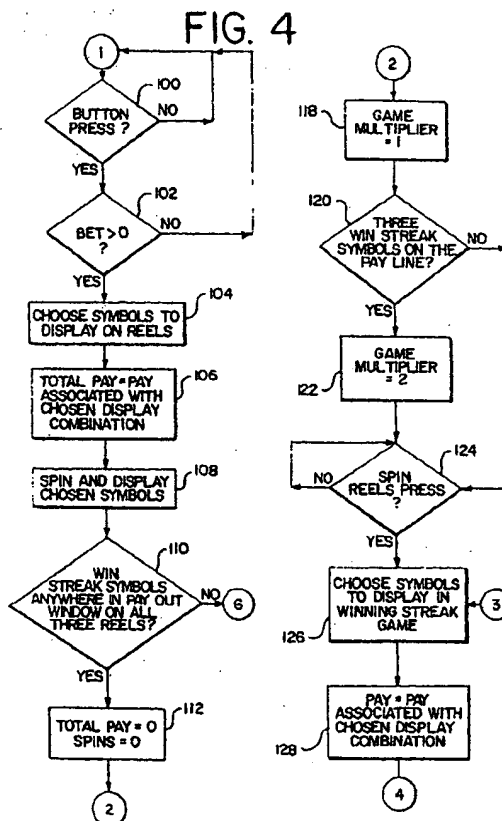 FIG. 4
1
100
BUTTON
PRESS ?
NO
YES
102
BET > 0
?
NO
YES
104
CHOOSE SYMBOLS TO
DISPLAY ON REELS
106
TOTAL PAY = PAY
ASSOCIATED WITH
CHOSEN DISPLAY
COMBINATION
108
SPIN AND DISPLAY
CHOSEN SYMBOLS
110
WIN
STREAK SYMBOLS
ANYWHERE IN PAY OUT
WINDOW ON ALL
THREE REELS?
NO
6
YES
112
TOTAL PAY = 0
SPINS = 0
2
2
118
GAME
MULTIPLIER
= 1
120
THREE
WIN STREAK
SYMBOLS ON THE
PAY LINE?
NO
YES
GAME
MULTIPLIER
= 2
122
124
NO
SPIN
REELS PRESS
?
YES
CHOOSE SYMBOLS
TO DISPLAY IN
WINNING STREAK
GAME
126
3
PAY = PAY
ASSOCIATED WITH
CHOSEN DISPLAY
COMBINATION
128
4